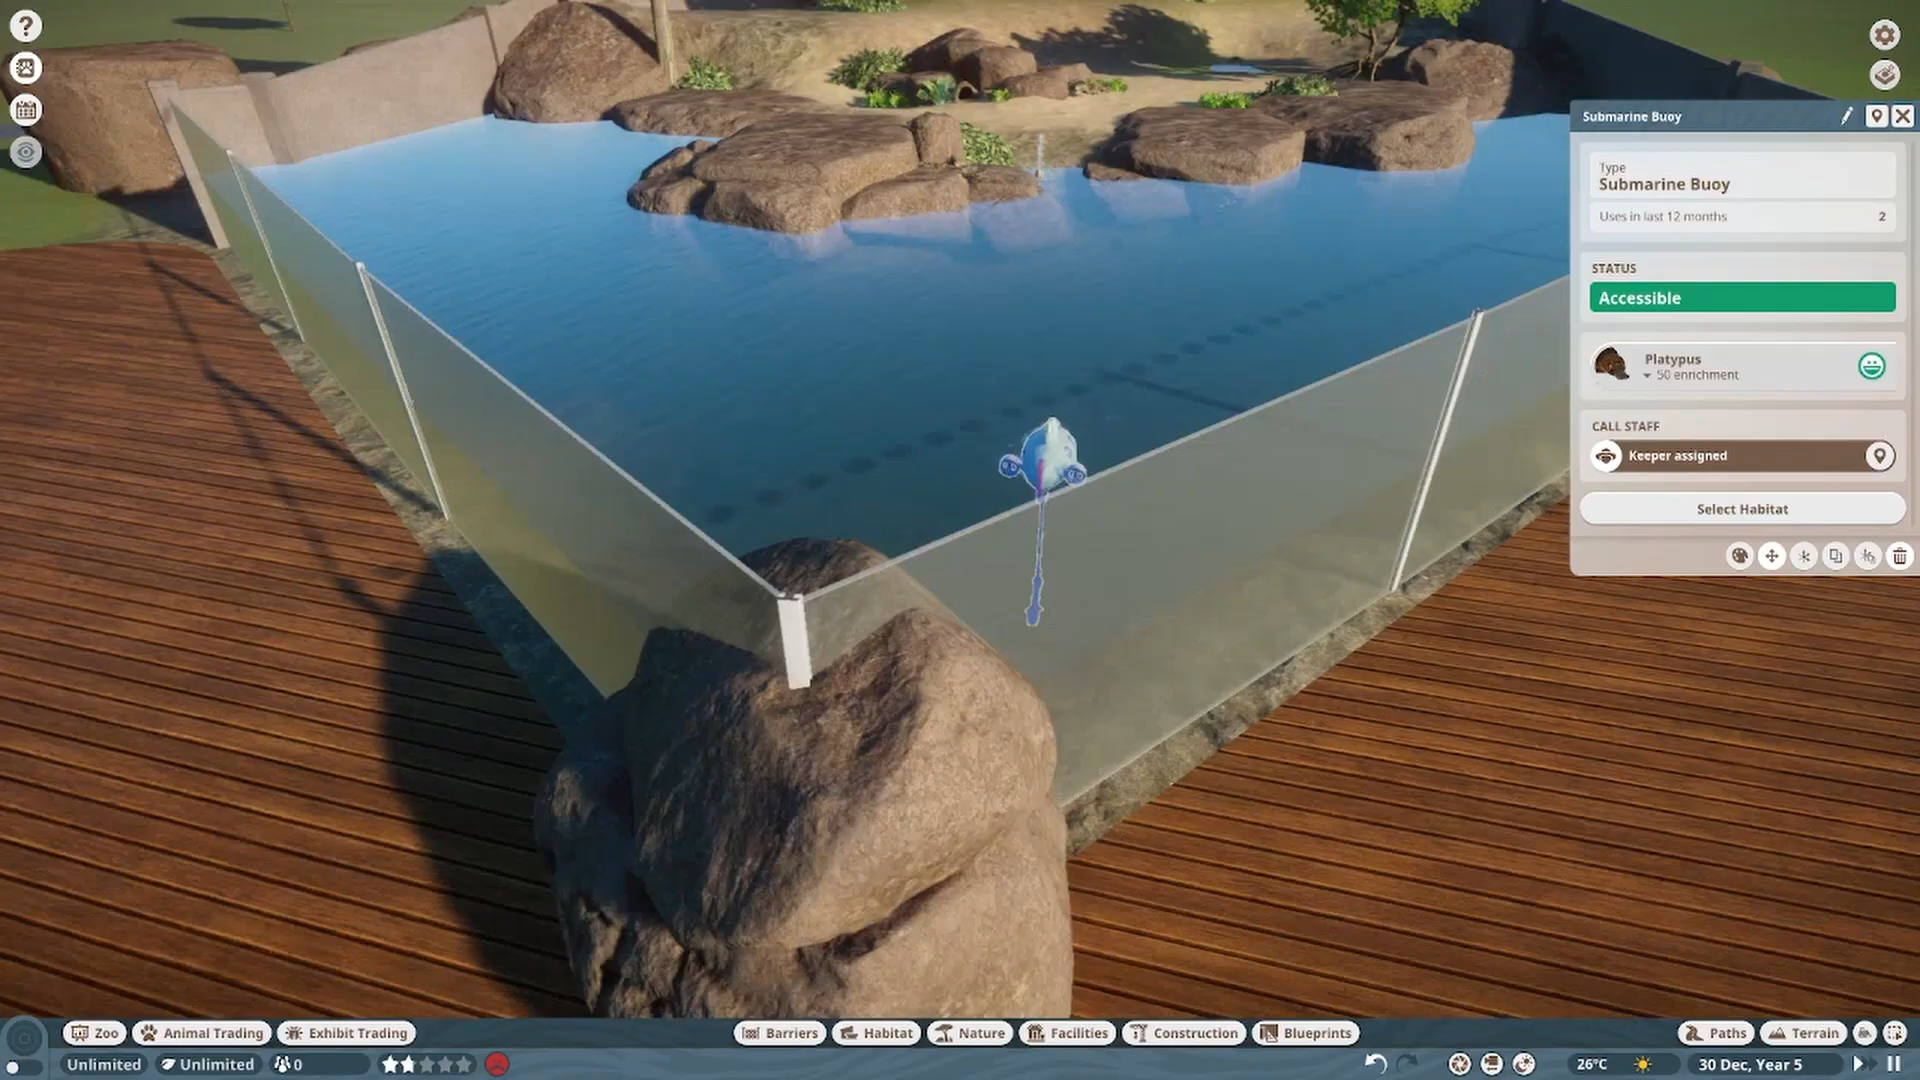 ?
Submarine Buoy
Type
Submarine Buoy
Uses in last 12 months 2
STATUS
Accessible
Platypus
50 enrichment
CALL STAFF
Keeper assigned
Select Habitat
Zoo Animal Trading Exhibit Trading Barriers Habitat Nature Facilities Construction Blueprints Paths Terrain
Unlimited Unlimited 0 26°C 30 Dec, Year 5